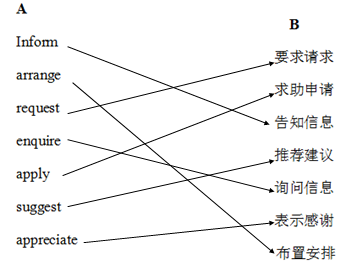 A
Inform
arrange
request
enquire
apply
suggest
appreciate
B
要求请求
求助申请
告知信息
推荐建议
询问信息
表示感谢
布置安排